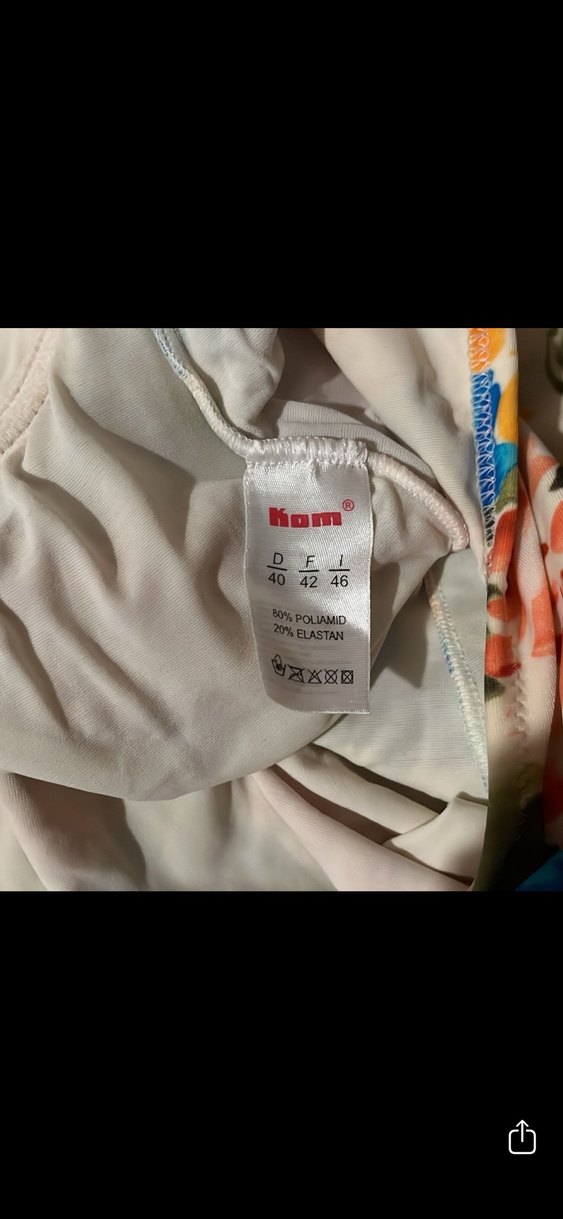 Kom®
D F I
40 42 46
80% POLIAMID
20% ELASTAN